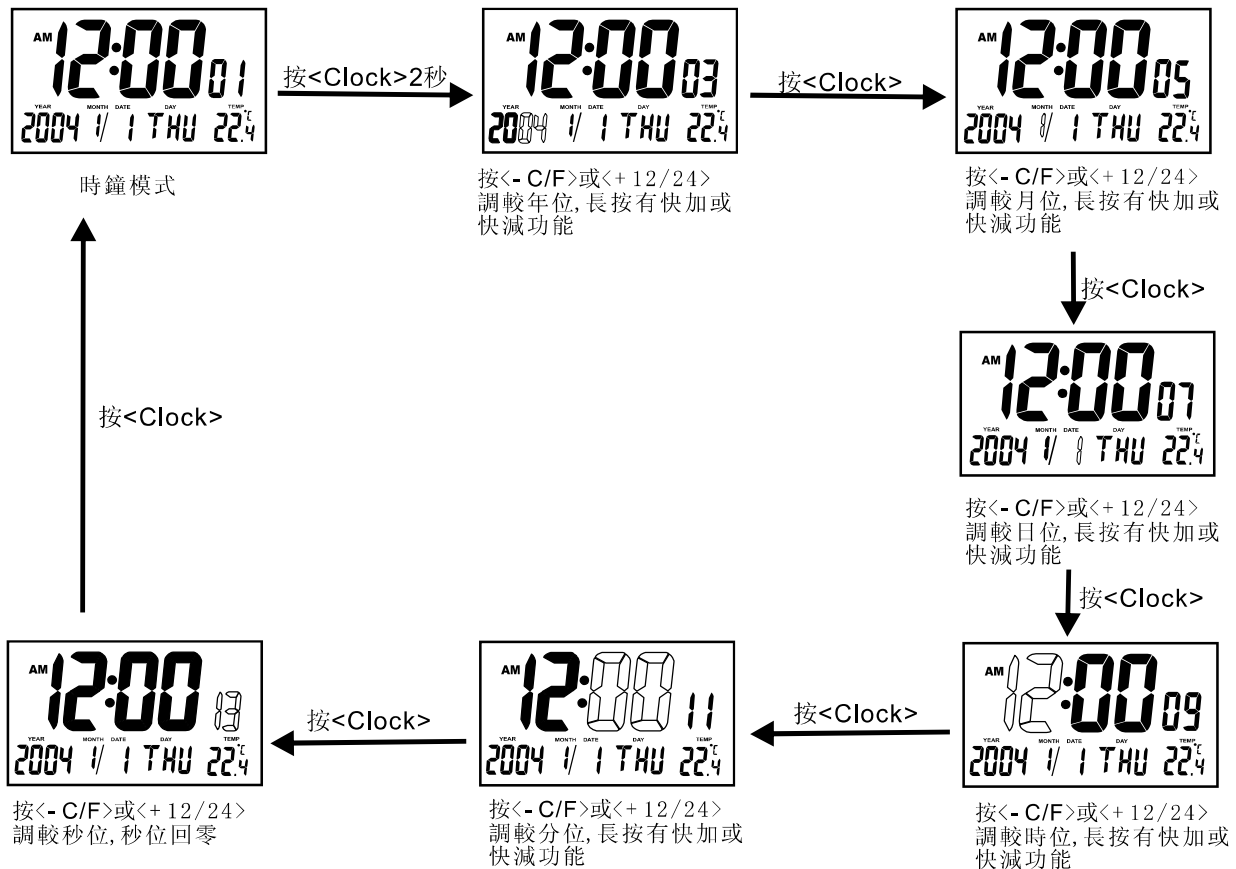 AM 12:00 01
YEAR MONTH DATE DAY TEMP
2004 1/ 1 THU 22.4 °C
時鐘模式
按<Clock>2秒
AM 12:00 03
YEAR MONTH DATE DAY TEMP
2004 1/ 1 THU 22.4 °C
按<- C/F>或<+12/24>
調較年位,長按有快加或
快減功能
按<Clock>
AM 12:00 05
YEAR MONTH DATE DAY TEMP
2004 1/ 1 THU 22.4 °C
按<- C/F>或<+12/24>
調較月位,長按有快加或
快減功能
按<Clock>
AM 12:00 07
YEAR MONTH DATE DAY TEMP
2004 1/ 1 THU 22.4 °C
按<- C/F>或<+12/24>
調較日位,長按有快加或
快減功能
按<Clock>
AM 12:00 09
YEAR MONTH DATE DAY TEMP
2004 1/ 1 THU 22.4 °C
按<- C/F>或<+12/24>
調較時位,長按有快加或
快減功能
按<Clock>
AM 12:00 11
YEAR MONTH DATE DAY TEMP
2004 1/ 1 THU 22.4 °C
按<- C/F>或<+12/24>
調較分位,長按有快加或
快減功能
按<Clock>
AM 12:00 13
YEAR MONTH DATE DAY TEMP
2004 1/ 1 THU 22.4 °C
按<- C/F>或<+12/24>
調較秒位,秒位回零
按<Clock>